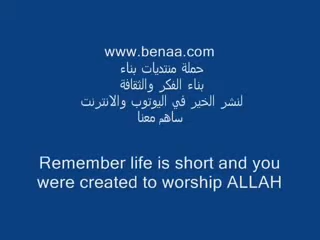 www.benaa.com
حملة منتديات بناء
بناء الفكر والثقافة
لنشر الخير في اليوتوب والانترنت
ساهم معنا
Remember life is short and you
were created to worship ALLAH